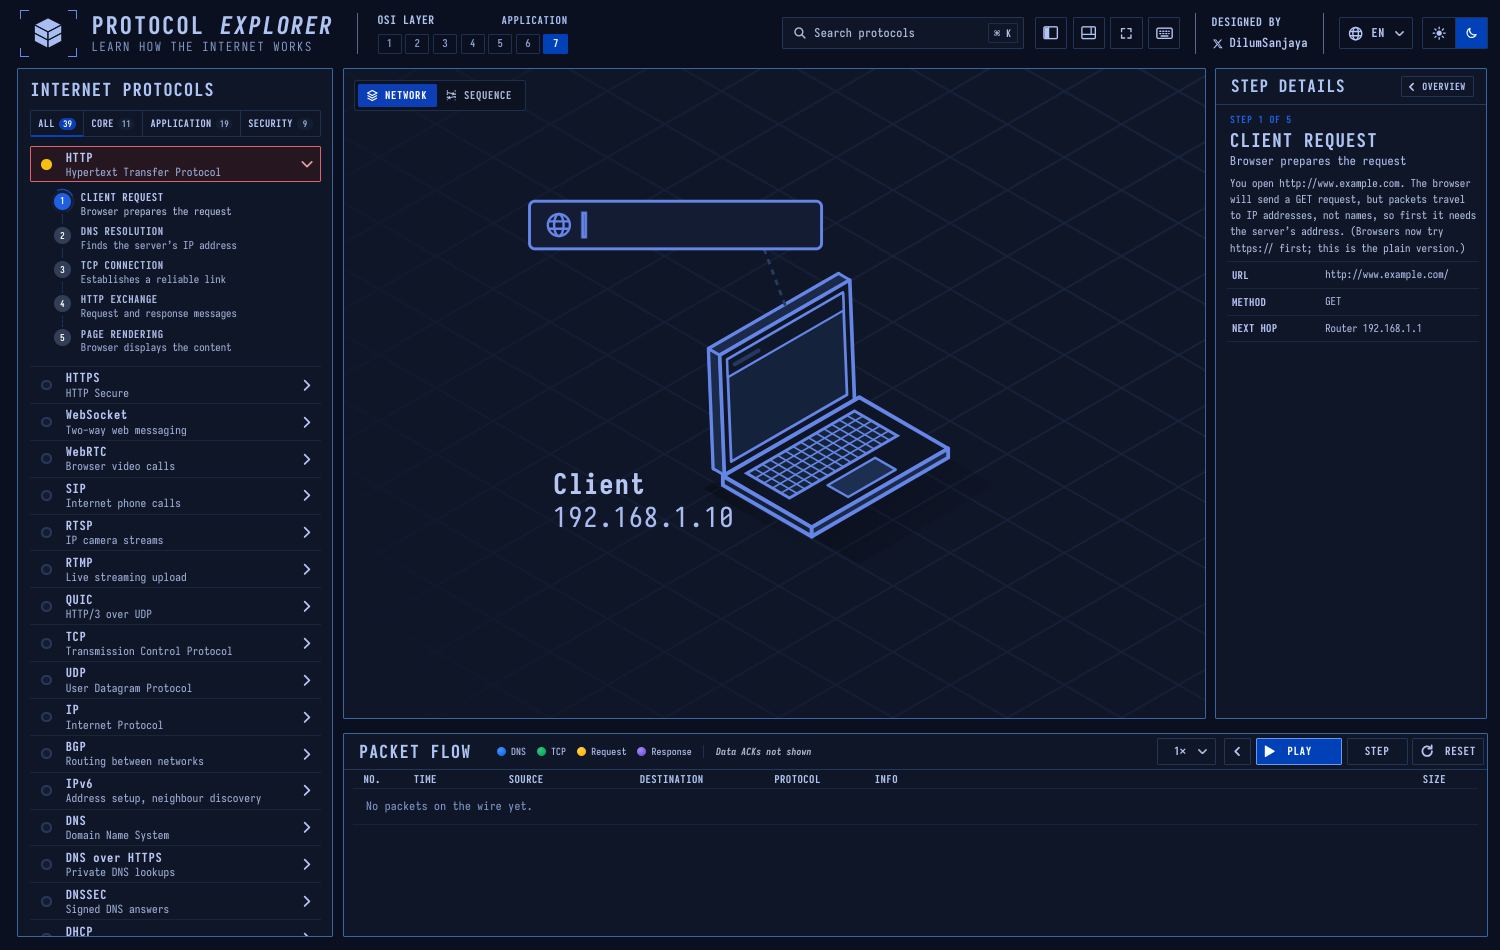 PROTOCOL EXPLORER
LEARN HOW THE INTERNET WORKS
OSI LAYER APPLICATION
1 2 3 4 5 6 7
Search protocols ⌘ K
DESIGNED BY
DilumSanjaya
EN
INTERNET PROTOCOLS
ALL 39 CORE 11 APPLICATION 19 SECURITY 9
HTTP
Hypertext Transfer Protocol
1 CLIENT REQUEST
Browser prepares the request
2 DNS RESOLUTION
Finds the server's IP address
3 TCP CONNECTION
Establishes a reliable link
4 HTTP EXCHANGE
Request and response messages
5 PAGE RENDERING
Browser displays the content
HTTPS
HTTP Secure
WebSocket
Two-way web messaging
WebRTC
Browser video calls
SIP
Internet phone calls
RTSP
IP camera streams
RTMP
Live streaming upload
QUIC
HTTP/3 over UDP
TCP
Transmission Control Protocol
UDP
User Datagram Protocol
IP
Internet Protocol
BGP
Routing between networks
IPv6
Address setup, neighbour discovery
DNS
Domain Name System
DNS over HTTPS
Private DNS lookups
DNSSEC
Signed DNS answers
DHCP
NETWORK SEQUENCE
Client
192.168.1.10
STEP DETAILS OVERVIEW
STEP 1 OF 5
CLIENT REQUEST
Browser prepares the request
You open http://www.example.com. The browser
will send a GET request, but packets travel
to IP addresses, not names, so first it needs
the server's address. (Browsers now try
https:// first; this is the plain version.)
URL http://www.example.com/
METHOD GET
NEXT HOP Router 192.168.1.1
PACKET FLOW DNS TCP Request Response Data ACKs not shown
1× PLAY STEP RESET
NO. TIME SOURCE DESTINATION PROTOCOL INFO SIZE
No packets on the wire yet.